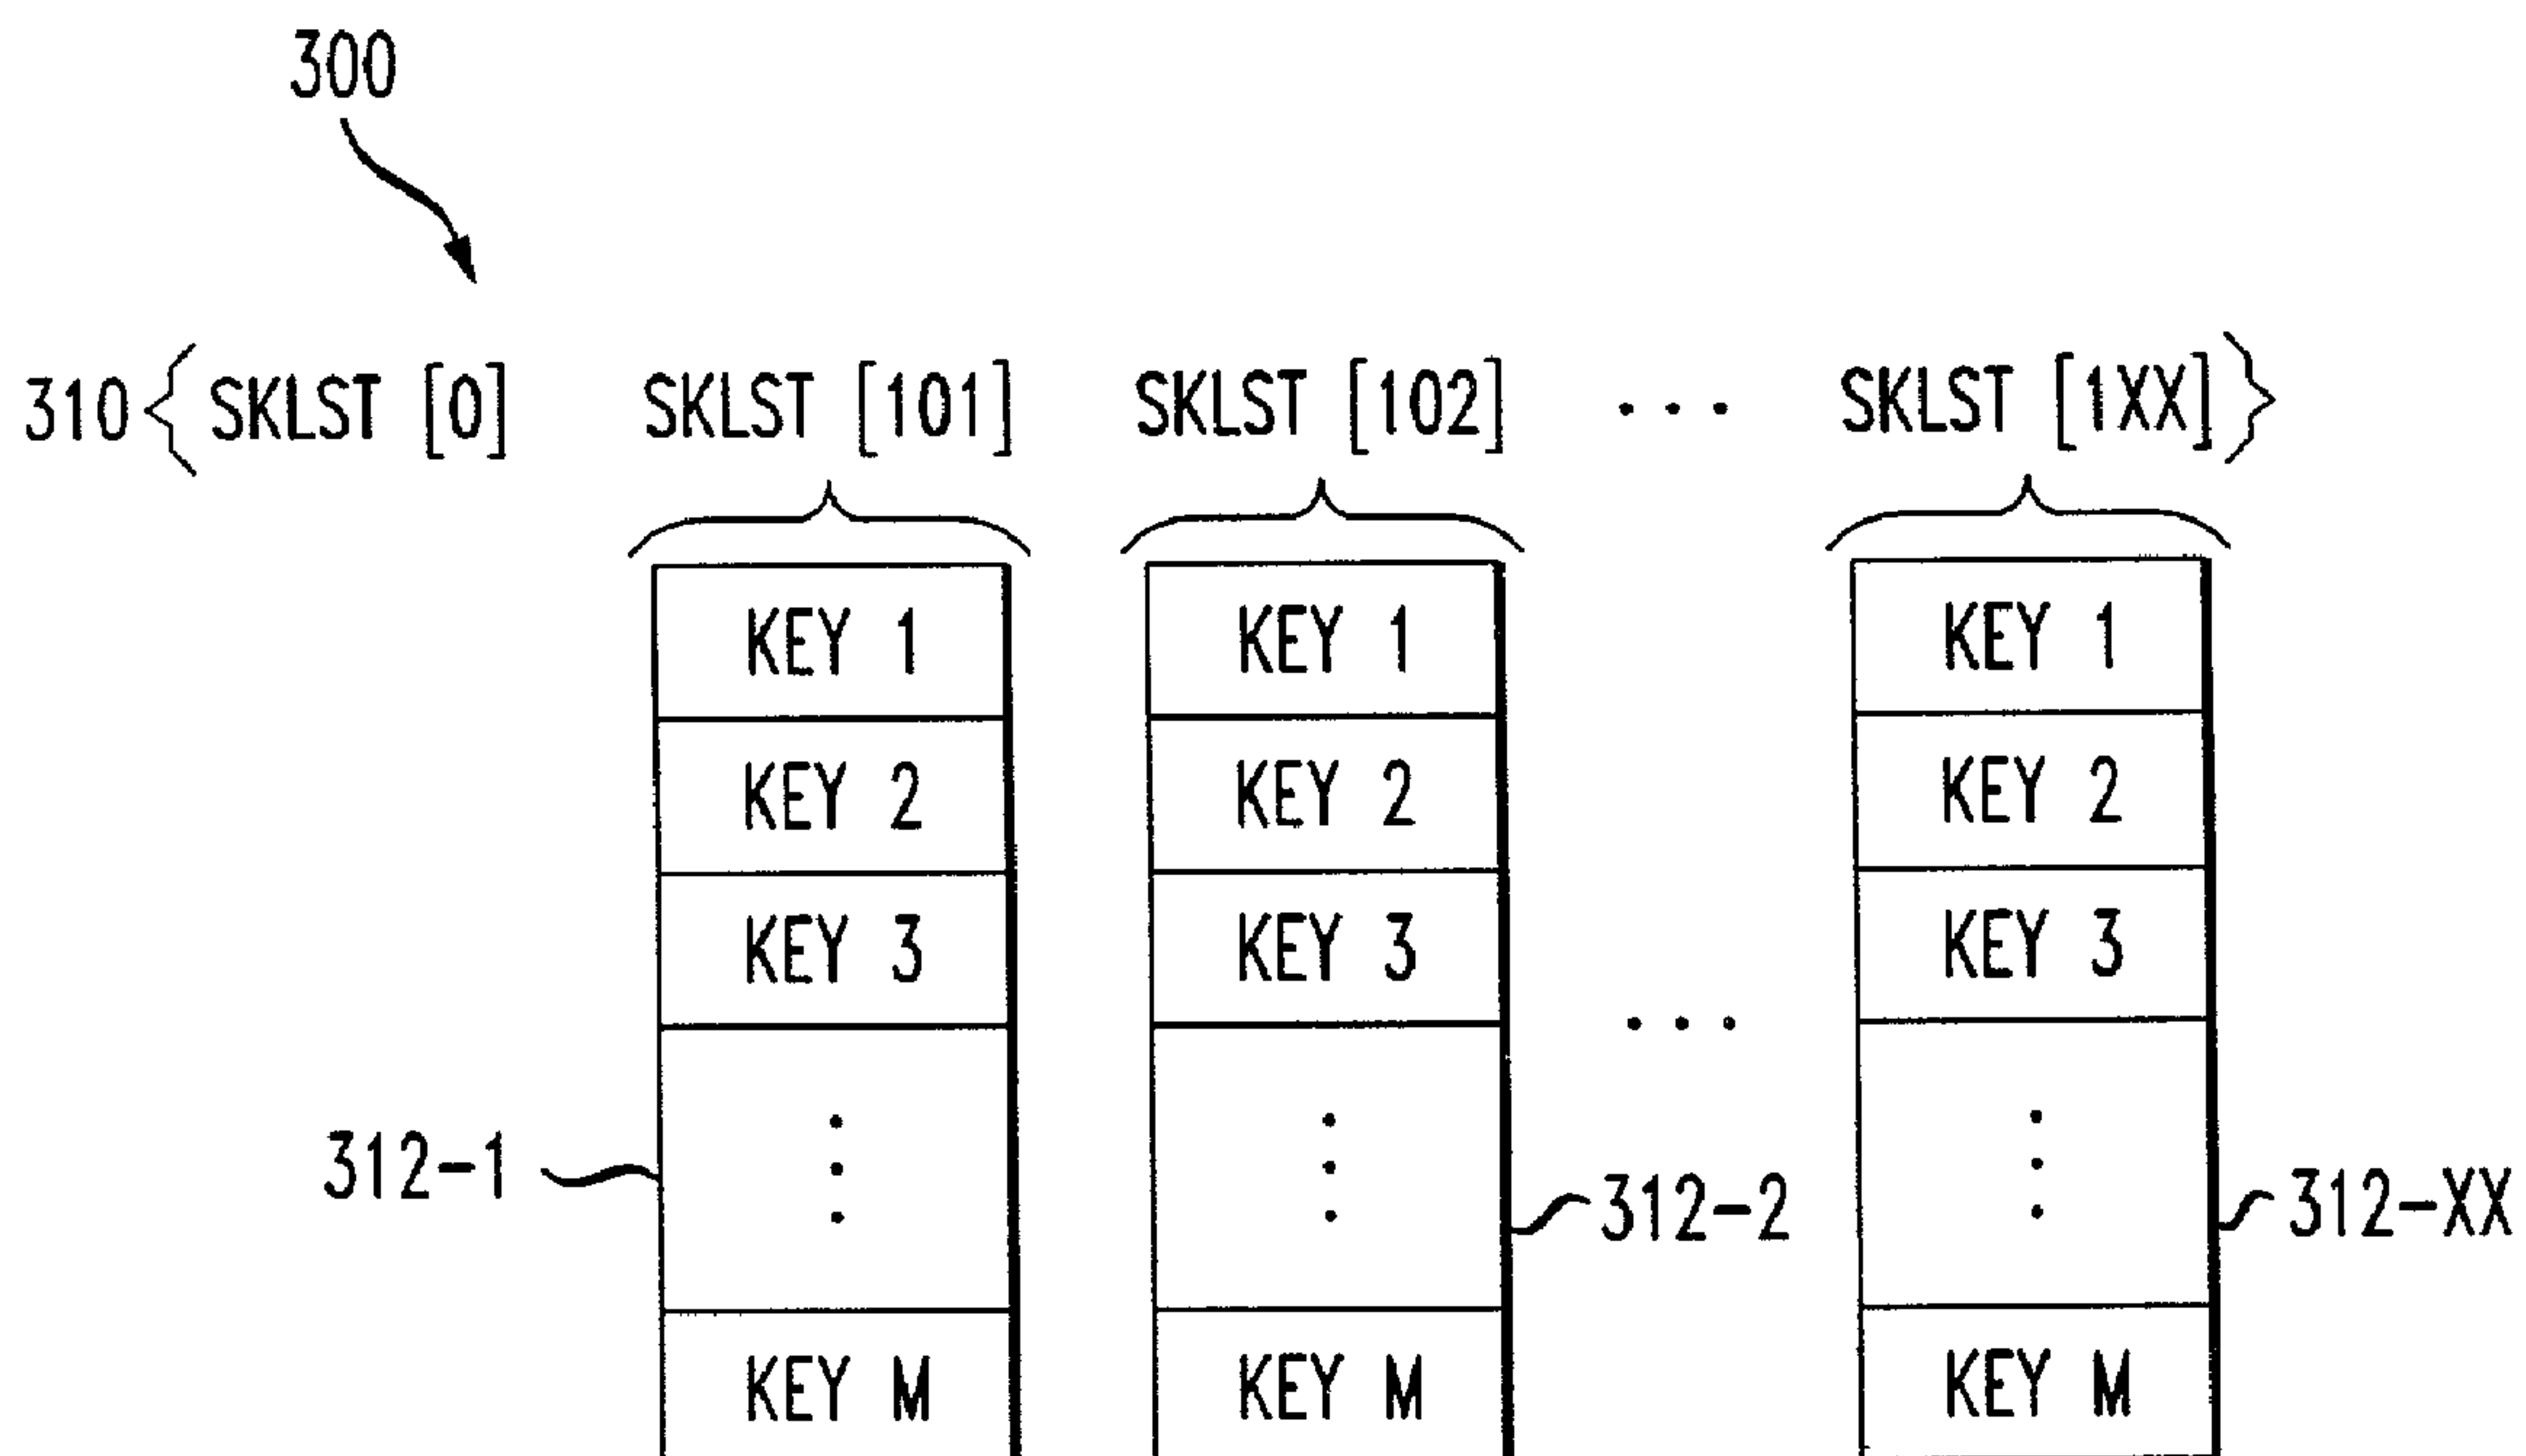 300
310 { SKLST [0] SKLST [101] SKLST [102] . . . SKLST [1XX] }
KEY 1 KEY 1 KEY 1
KEY 2 KEY 2 KEY 2
KEY 3 KEY 3 KEY 3
. . .
312-1 312-2 312-XX
KEY M KEY M KEY M